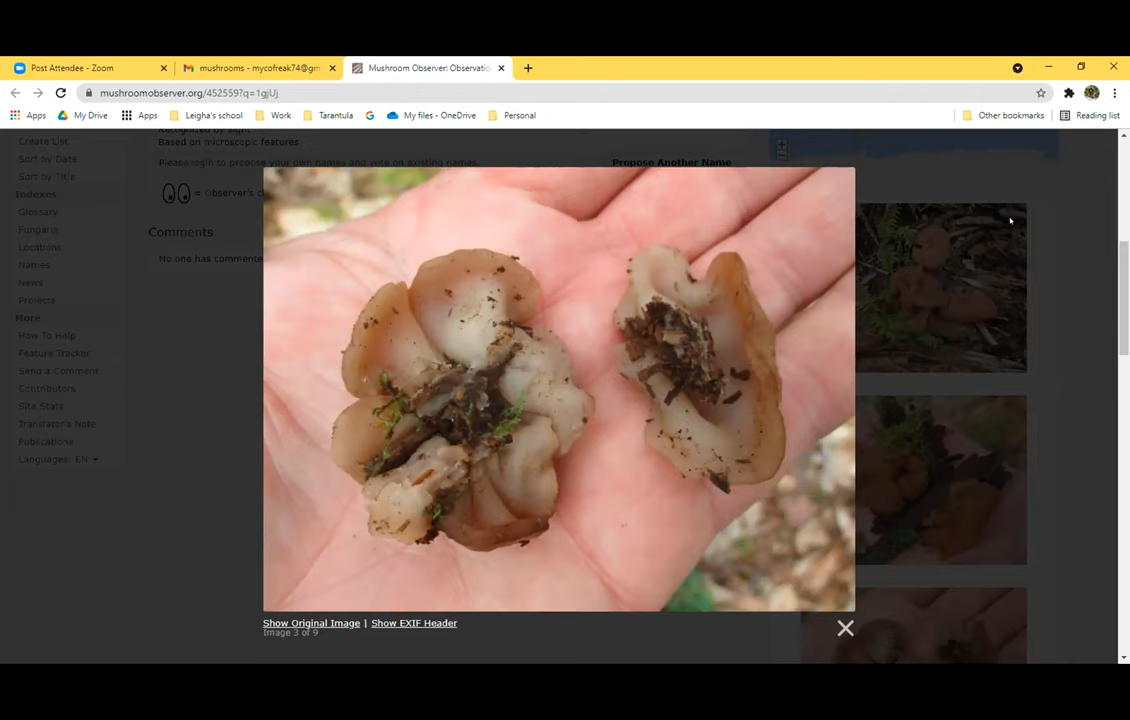 Post Attendee - Zoom
mushrooms - mycofreak74@gm
Mushroom Observer: Observatio
mushroomobserver.org/452559?q=1gjUj
Apps
My Drive
Apps
Leigha's school
Work
Tarantula
My files - OneDrive
Personal
Other bookmarks
Reading list
Create List
Sort by Date
Sort by Title
Indexes
Glossary
Fungaria
Locations
Names
News
Projects
More
How To Help
Feature Tracker
Send a Comment
Contributors
Site Stats
Translator's Note
Publications
Languages: EN
Recognized by sight
Based on microscopic features
Please login to propose your own names and vote on existing names.
Propose Another Name
= Observer's
Comments
No one has commente
Show Original Image | Show EXIF Header
Image 3 of 9